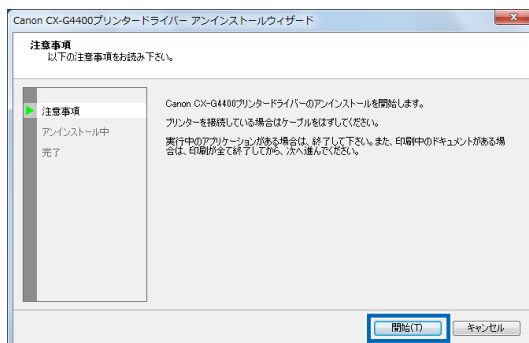 Canon CX-G4400プリンタードライバー アンインストールウィザード
注意事項
以下の注意事項をお読み下さい。
注意事項
アンインストール中
完了
Canon CX-G4400プリンタードライバーのアンインストールを開始します。
プリンターを接続している場合はケーブルをはずしてください。
実行中のアプリケーションがある場合は、終了して下さい。また、印刷中のドキュメントがある場
合は、印刷が全て終了してから、次へ進んでください。
開始(T)
キャンセル